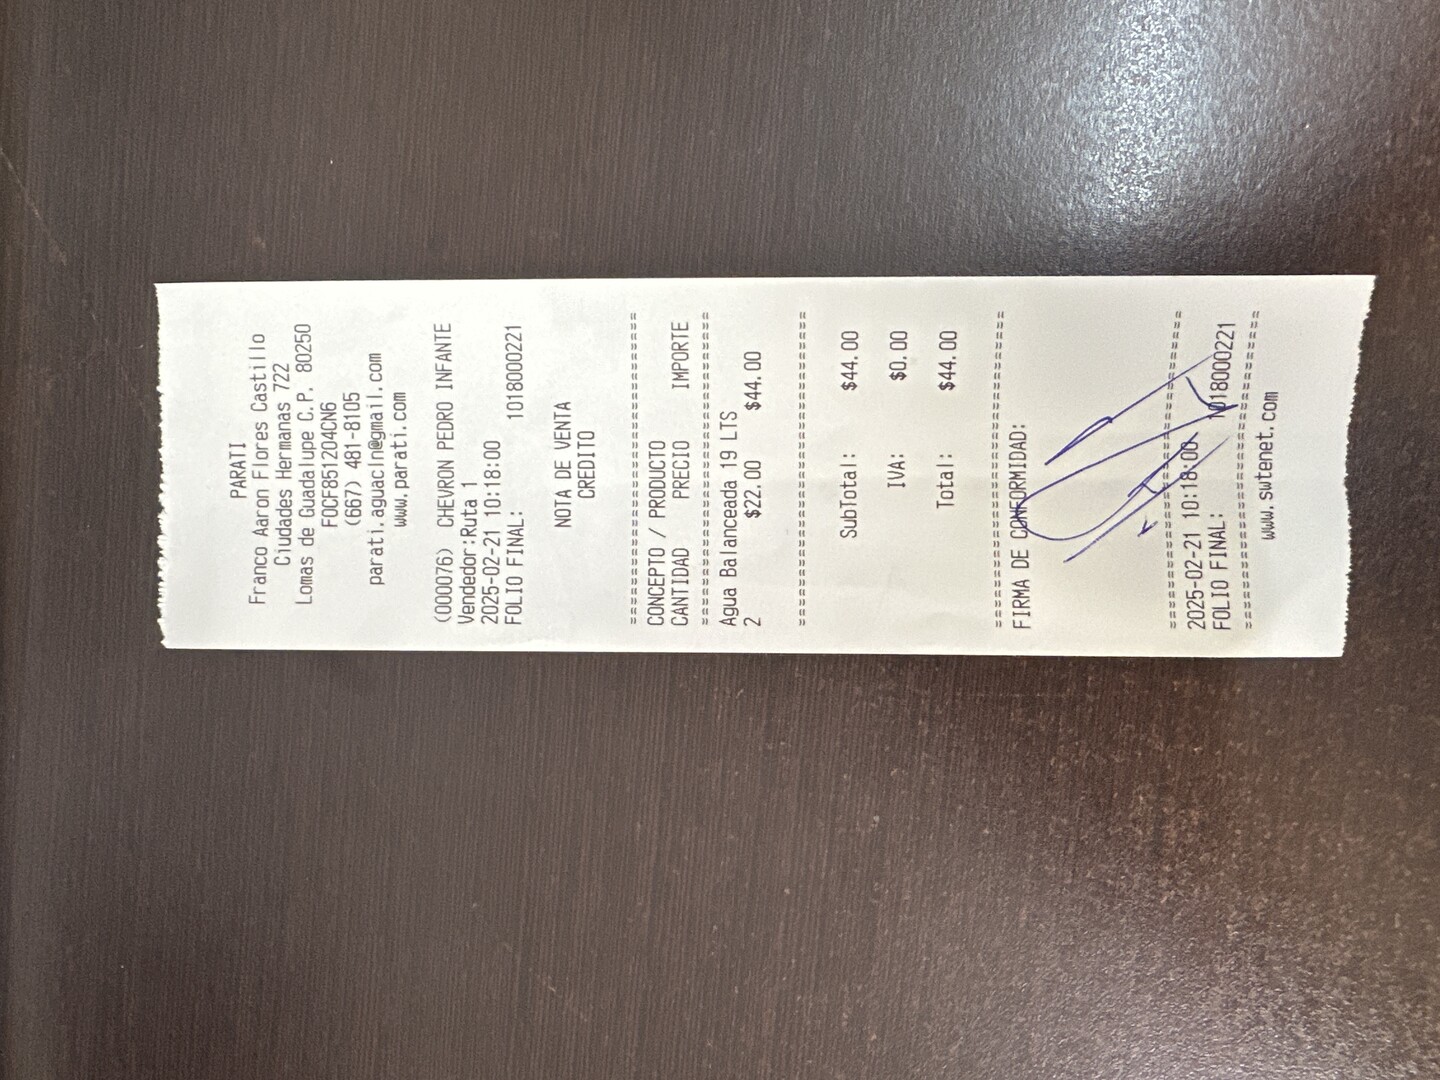 PARATI
Franco Aaron Flores Castillo
Ciudades Hermanas 722
Lomas de Guadalupe C.P. 80250
FOCF851204CN6
(667) 481-8105
parati.aguacln@gmail.com
www.parati.com
(000076) CHEVRON PEDRO INFANTE
Vendedor:Ruta 1
2025-02-21 10:18:00
FOLIO FINAL: 1018000221
NOTA DE VENTA
CREDITO
================================
CONCEPTO / PRODUCTO
CANTIDAD PRECIO IMPORTE
================================
Agua Balanceada 19 LTS
2 $22.00 $44.00
================================
SubTotal: $44.00
IVA: $0.00
Total: $44.00
================================
FIRMA DE CONFORMIDAD:
================================
2025-02-21 10:18:00
FOLIO FINAL: 1018000221
================================
www.swtenet.com